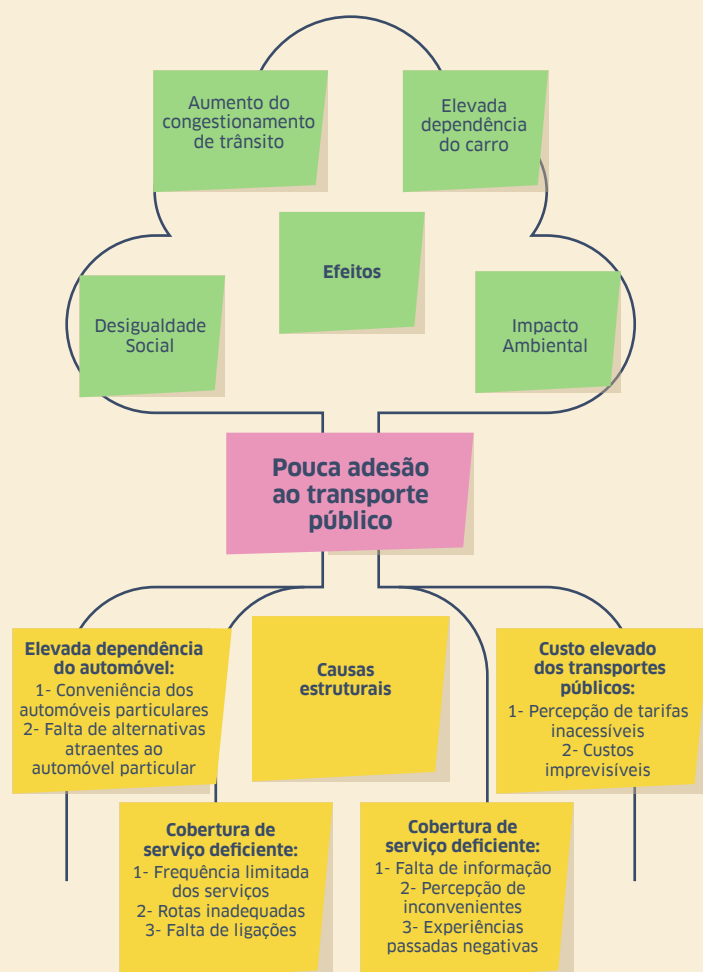 Aumento do
congestionamento
de trânsito
Elevada
dependência
do carro
Efeitos
Desigualdade
Social
Impacto
Ambiental
Pouca adesão
ao transporte
público
Elevada dependência
do automóvel:
1- Conveniência dos
automóveis particulares
2- Falta de alternativas
atraentes ao
automóvel particular
Causas
estruturais
Custo elevado
dos transportes
públicos:
1- Percepção de tarifas
inacessíveis
2- Custos
imprevisíveis
Cobertura de
serviço deficiente:
1- Frequência limitada
dos serviços
2- Rotas inadequadas
3- Falta de ligações
Cobertura de
serviço deficiente:
1- Falta de informação
2- Percepção de
inconvenientes
3- Experiências
passadas negativas